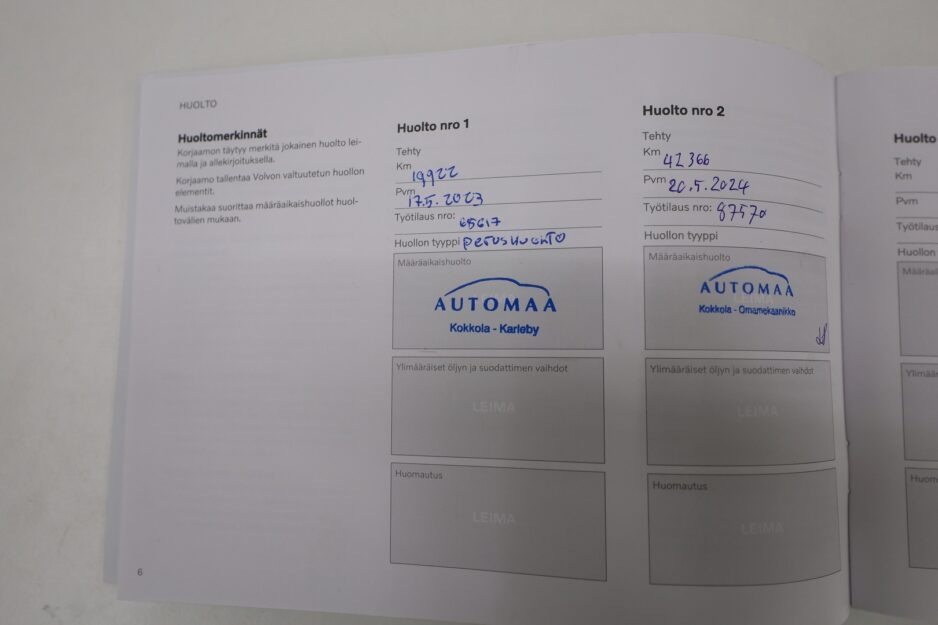 HUOLTO
Huoltomerkinnät
Korjaamon täytyy merkitä jokainen huolto lei-
malla ja allekirjoituksella.
Korjaamo tallentaa Volvon valtuutetun huollon
elementit.
Muistakaa suorittaa määräaikaishuollot huol-
tovälien mukaan.
6
Huolto nro 1
Tehty
Km 19922
Pvm 17.5.2023
Työtilaus nro: 65617
Huollon tyyppi perushuolto
Määräaikaishuolto
AUTOMAA
Kokkola - Karleby
Ylimääräiset öljyn ja suodattimen vaihdot
LEIMA
Huomautus
LEIMA
Huolto nro 2
Tehty
Km 42366
Pvm 20.5.2024
Työtilaus nro: 87570
Huollon tyyppi
Määräaikaishuolto
AUTOMAA
Kokkola - Omamekaanikko
Ylimääräiset öljyn ja suodattimen vaihdot
LEIMA
Huomautus
LEIMA
Huolto
Tehty
Km
Pvm
Työtilaus
Huollon